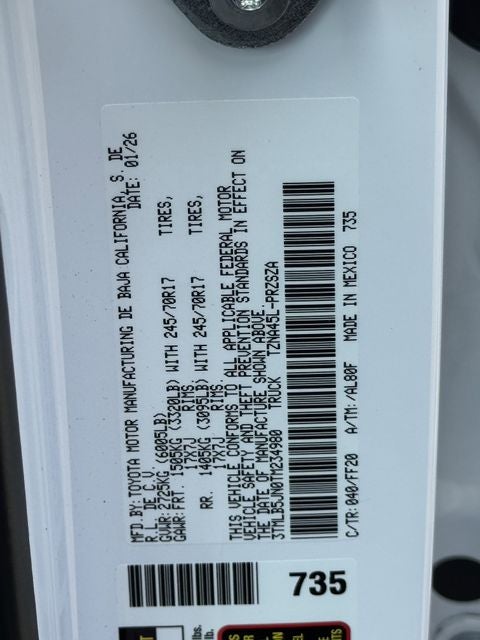 MFD.BY:TOYOTA MOTOR MANUFACTURING DE BAJA CALIFORNIA, S. DE
R.L. DE C.V. DATE: 01/26
GVWR:2725KG (6005LB)
GAWR:FRT. 1505KG (3320LB) WITH 245/70R17 TIRES,
17X7J RIMS,
RR. 1405KG (3095LB) WITH 245/70R17 TIRES,
17X7J RIMS.
THIS VEHICLE CONFORMS TO ALL APPLICABLE FEDERAL MOTOR
VEHICLE SAFETY AND THEFT PREVENTION STANDARDS IN EFFECT ON
THE DATE OF MANUFACTURE SHOWN ABOVE.
3TMLB5JN0TM234980 TRUCK TZNA45L-PRZSZA
C/TR:040/FF20 A/TM:/AL80F MADE IN MEXICO 735
735
lbs.